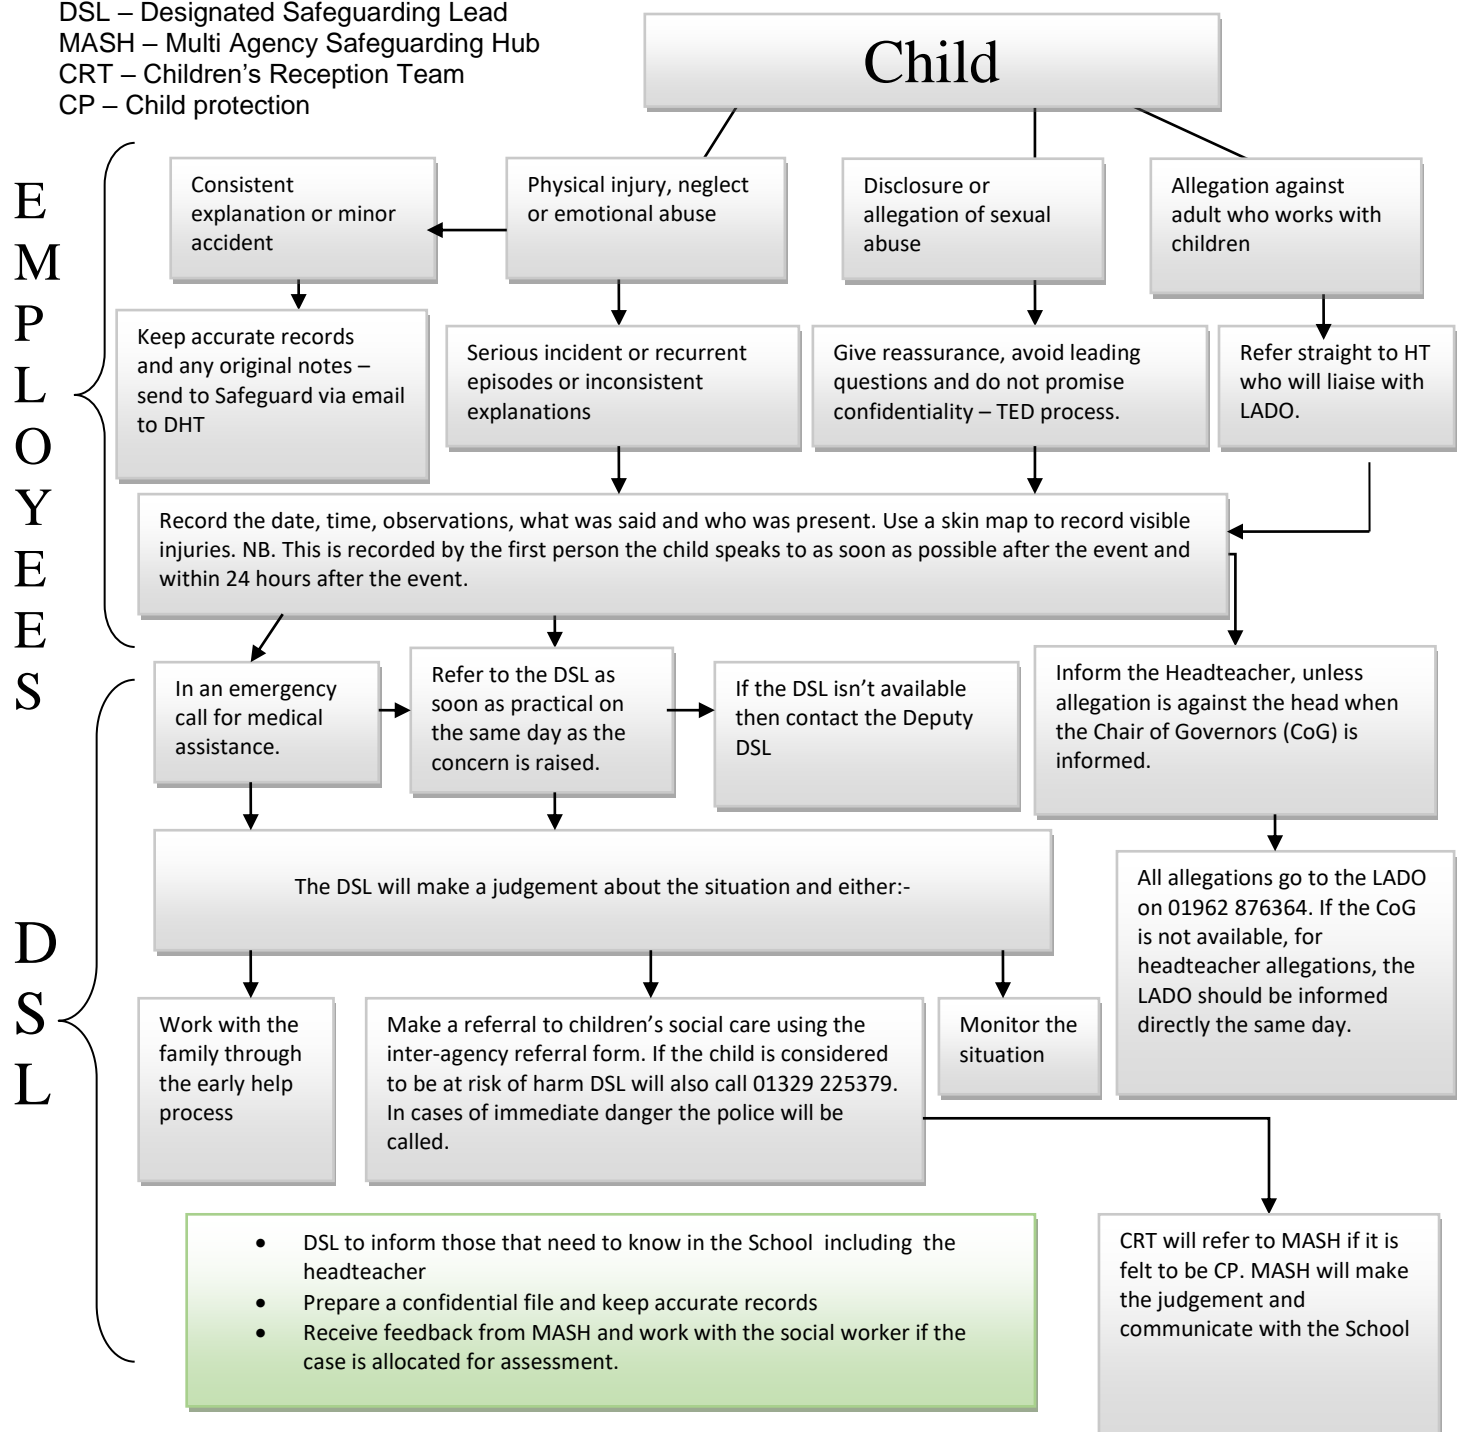 DSL – Designated Safeguarding Lead
MASH – Multi Agency Safeguarding Hub
CRT – Children's Reception Team
CP – Child protection
Child
E
M
P
L
O
Y
E
E
S
Consistent
explanation or minor
accident
Physical injury, neglect
or emotional abuse
Disclosure or
allegation of sexual
abuse
Allegation against
adult who works with
children
Keep accurate records
and any original notes –
send to Safeguard via email
to DHT
Serious incident or recurrent
episodes or inconsistent
explanations
Give reassurance, avoid leading
questions and do not promise
confidentiality – TED process.
Refer straight to HT
who will liaise with
LADO.
Record the date, time, observations, what was said and who was present. Use a skin map to record visible
injuries. NB. This is recorded by the first person the child speaks to as soon as possible after the event and
within 24 hours after the event.
In an emergency
call for medical
assistance.
Refer to the DSL as
soon as practical on
the same day as the
concern is raised.
If the DSL isn't available
then contact the Deputy
DSL
Inform the Headteacher, unless
allegation is against the head when
the Chair of Governors (CoG) is
informed.
D
S
L
The DSL will make a judgement about the situation and either:-
All allegations go to the LADO
on 01962 876364. If the CoG
is not available, for
headteacher allegations, the
LADO should be informed
directly the same day.
Work with the
family through
the early help
process
Make a referral to children's social care using the
inter-agency referral form. If the child is considered
to be at risk of harm DSL will also call 01329 225379.
In cases of immediate danger the police will be
called.
Monitor the
situation
• DSL to inform those that need to know in the School including the
headteacher
• Prepare a confidential file and keep accurate records
• Receive feedback from MASH and work with the social worker if the
case is allocated for assessment.
CRT will refer to MASH if it is
felt to be CP. MASH will make
the judgement and
communicate with the School